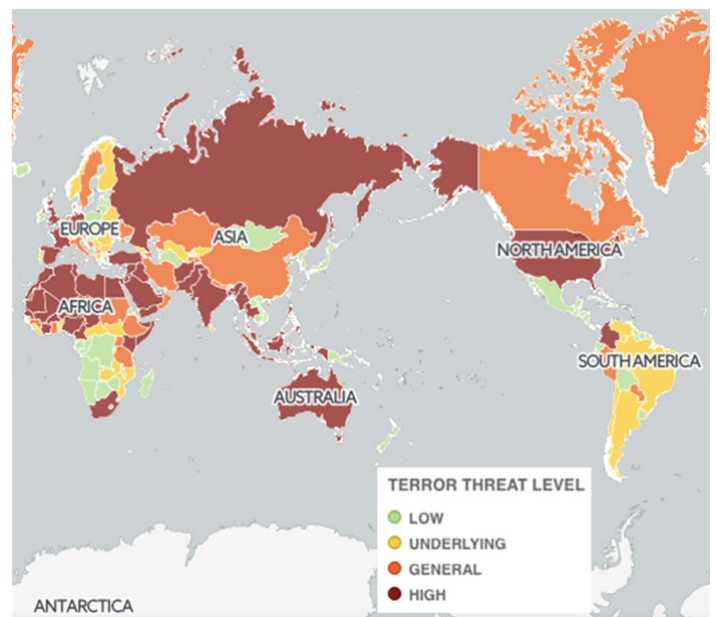 EUROPE
ASIA
NORTH AMERICA
AFRICA
SOUTH AMERICA
AUSTRALIA
TERROR THREAT LEVEL
LOW
UNDERLYING
GENERAL
HIGH
ANTARCTICA